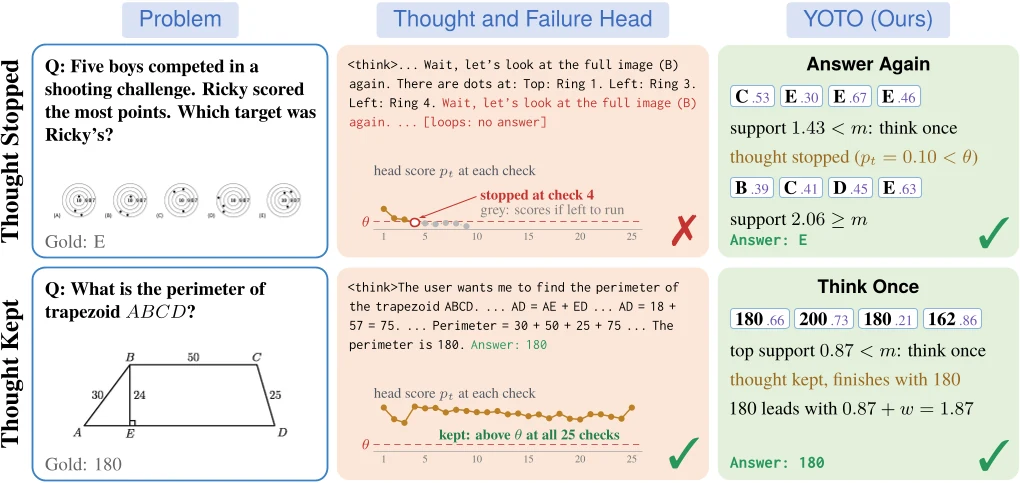 Problem
Thought and Failure Head
YOTO (Ours)
Thought Stopped
Q: Five boys competed in a
shooting challenge. Ricky scored
the most points. Which target was
Ricky's?
(A)
(B)
(C)
(D)
(E)
Gold: E
<think>... Wait, let's look at the full image (B)
again. There are dots at: Top: Ring 1. Left: Ring 3.
Left: Ring 4. Wait, let's look at the full image (B)
again. ... [loops: no answer]
head score pₜ at each check
stopped at check 4
grey: scores if left to run
θ
1 5 10 15 20 25
✗
Answer Again
C .53 E .30 E .67 E .46
support 1.43 < m: think once
thought stopped (pₜ = 0.10 < θ)
B .39 C .41 D .45 E .63
support 2.06 ≥ m
Answer: E
✓
Thought Kept
Q: What is the perimeter of
trapezoid ABCD?
B 50 C
30 24 25
A E D
Gold: 180
<think>The user wants me to find the perimeter of
the trapezoid ABCD. ... AD = AE + ED ... AD = 18 +
57 = 75. ... Perimeter = 30 + 50 + 25 + 75 ... The
perimeter is 180. Answer: 180
head score pₜ at each check
kept: above θ at all 25 checks
θ
1 5 10 15 20 25
✓
Think Once
180 .66 200 .73 180 .21 162 .86
top support 0.87 < m: think once
thought kept, finishes with 180
180 leads with 0.87 + w = 1.87
Answer: 180
✓